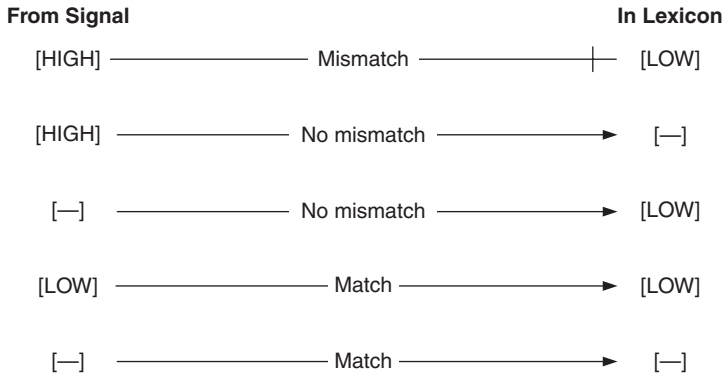 From Signal In Lexicon
[HIGH] Mismatch [LOW]
[HIGH] No mismatch [—]
[—] No mismatch [LOW]
[LOW] Match [LOW]
[—] Match [—]